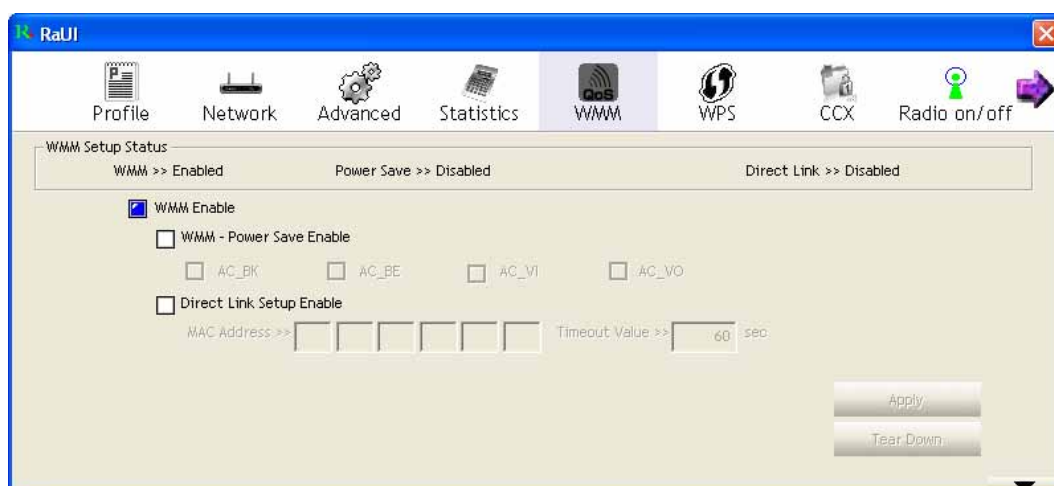 RaUI
P
QoS
Profile Network Advanced Statistics WMM WPS CCX Radio on/off
WMM Setup Status
WMM >> Enabled Power Save >> Disabled Direct Link >> Disabled
WMM Enable
WMM - Power Save Enable
AC_BK AC_BE AC_VI AC_VO
Direct Link Setup Enable
MAC Address >> Timeout Value >> 60 sec
Apply
Tear Down